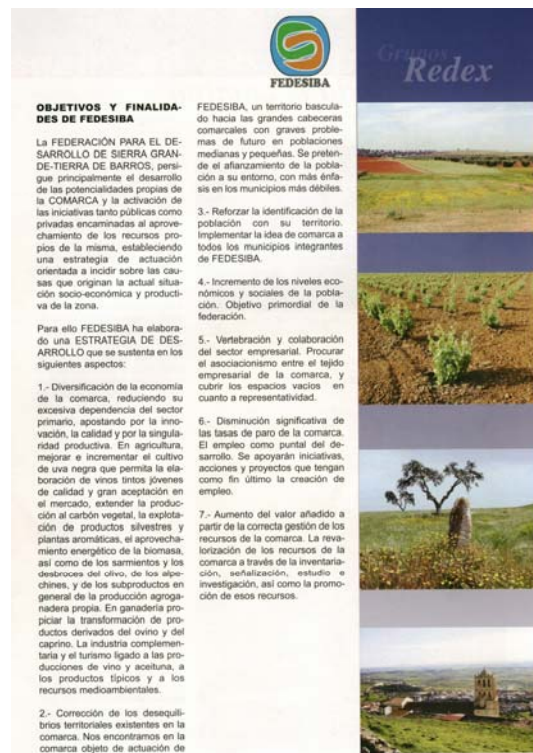 FEDESIBA
Grupos
Redex
OBJETIVOS Y FINALIDA-
DES DE FEDESIBA
La FEDERACIÓN PARA EL DE-
SARROLLO DE SIERRA GRAN-
DE-TIERRA DE BARROS, persi-
gue principalmente el desarrollo
de las potencialidades propias de
la COMARCA y la activación de
las iniciativas tanto públicas como
privadas encaminadas al aprove-
chamiento de los recursos pro-
pios de la misma, estableciendo
una estrategia de actuación
orientada a incidir sobre las cau-
sas que originan la actual situa-
ción socio-económica y producti-
va de la zona.
Para ello FEDESIBA ha elabora-
do una ESTRATEGIA DE DES-
ARROLLO que se sustenta en los
siguientes aspectos:
1.- Diversificación de la economía
de la comarca, reduciendo su
excesiva dependencia del sector
primario, apostando por la inno-
vación, la calidad y por la singula-
ridad productiva. En agricultura,
mejorar e incrementar el cultivo
de uva negra que permita la ela-
boración de vinos tintos jóvenes
de calidad y gran aceptación en
el mercado, extender la produc-
ción al carbón vegetal, la explota-
ción de productos silvestres y
plantas aromáticas, el aprovecha-
miento energético de la biomasa,
así como de los sarmientos y los
desbroces del olivo, de los alpe-
chines, y de los subproductos en
general de la producción agroga-
nadera propia. En ganadería pro-
piciar la transformación de pro-
ductos derivados del ovino y del
caprino. La industria complemen-
taria y el turismo ligado a las pro-
ducciones de vino y aceituna, a
los productos típicos y a los
recursos medioambientales.
2.- Corrección de los desequili-
brios territoriales existentes en la
comarca. Nos encontramos en la
comarca objeto de actuación de
FEDESIBA, un territorio bascula-
do hacia las grandes cabeceras
comarcales con graves proble-
mas de futuro en poblaciones
medianas y pequeñas. Se preten-
de el afianzamiento de la pobla-
ción a su entorno, con más énfa-
sis en los municipios más débiles.
3.- Reforzar la identificación de la
población con su territorio.
Implementar la idea de comarca a
todos los municipios integrantes
de FEDESIBA.
4.- Incremento de los niveles eco-
nómicos y sociales de la pobla-
ción. Objetivo primordial de la
federación.
5.- Vertebración y colaboración
del sector empresarial. Procurar
el asociacionismo entre el tejido
empresarial de la comarca, y
cubrir los espacios vacíos en
cuanto a representatividad.
6.- Disminución significativa de
las tasas de paro de la comarca.
El empleo como puntal del de-
sarrollo. Se apoyarán iniciativas,
acciones y proyectos que tengan
como fin último la creación de
empleo.
7.- Aumento del valor añadido a
partir de la correcta gestión de los
recursos de la comarca. La reva-
lorización de los recursos de la
comarca a través de la inventaria-
ción, señalización, estudio e
investigación, así como la promo-
ción de esos recursos.